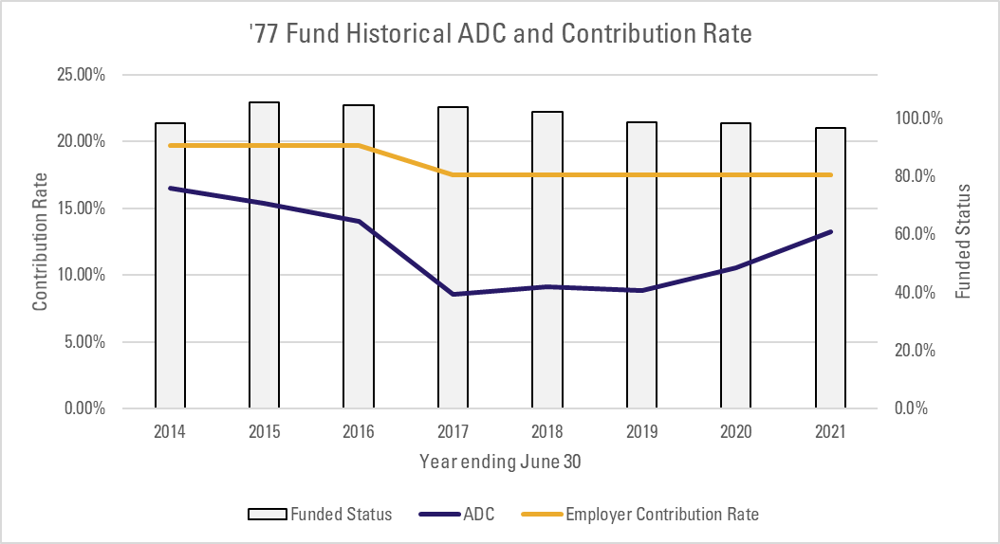 '77 Fund Historical ADC and Contribution Rate
25.00%
20.00%
15.00%
10.00%
5.00%
0.00%
Contribution Rate
100.0%
80.0%
60.0%
40.0%
20.0%
0.0%
Funded Status
2014 2015 2016 2017 2018 2019 2020 2021
Year ending June 30
Funded Status ADC Employer Contribution Rate